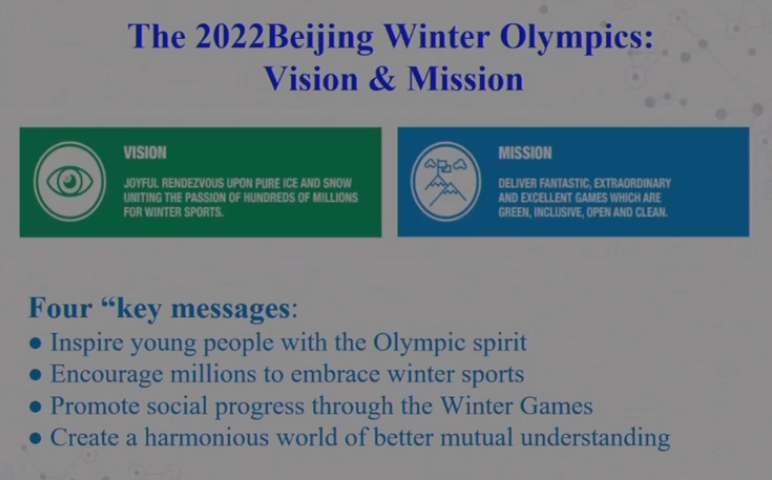 The 2022Beijing Winter Olympics:
Vision & Mission
VISION
JOYFUL RENDEZVOUS UPON PURE ICE AND SNOW
UNITING THE PASSION OF HUNDREDS OF MILLIONS
FOR WINTER SPORTS.
MISSION
DELIVER FANTASTIC, EXTRAORDINARY
AND EXCELLENT GAMES WHICH ARE
GREEN, INCLUSIVE, OPEN AND CLEAN.
Four “key messages:
● Inspire young people with the Olympic spirit
● Encourage millions to embrace winter sports
● Promote social progress through the Winter Games
● Create a harmonious world of better mutual understanding